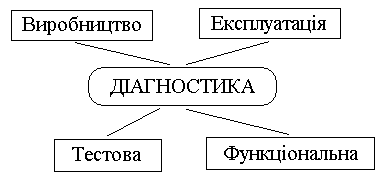 Виробництво
Експлуатація
ДІАГНОСТИКА
Тестова
Функціональна